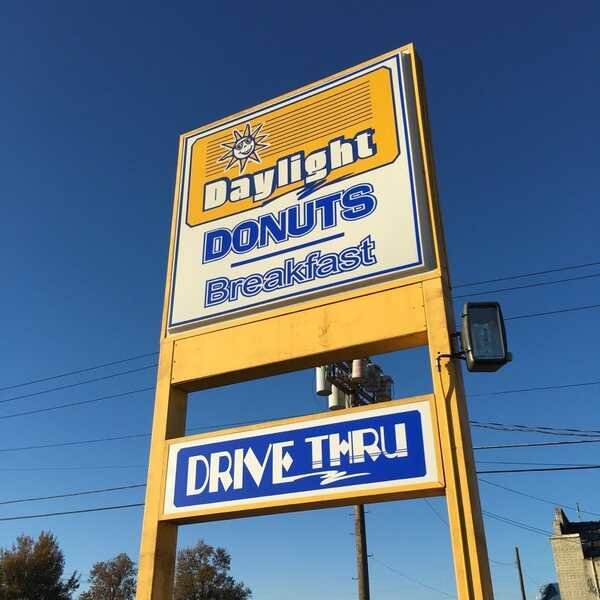 Daylight
DONUTS
Breakfast
DRIVE THRU